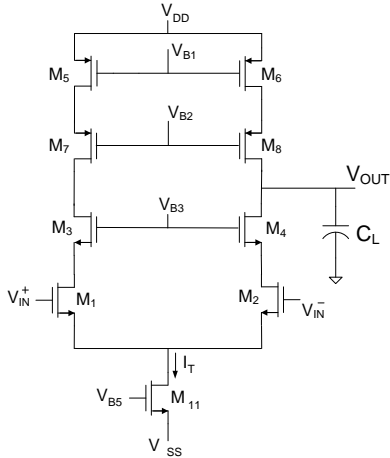 V_DD
V_B1
M_5
M_6
V_B2
M_7
M_8
V_OUT
V_B3
M_3
M_4
C_L
V_IN^+
M_1
M_2
V_IN^−
I_T
V_B5
M_11
V_SS